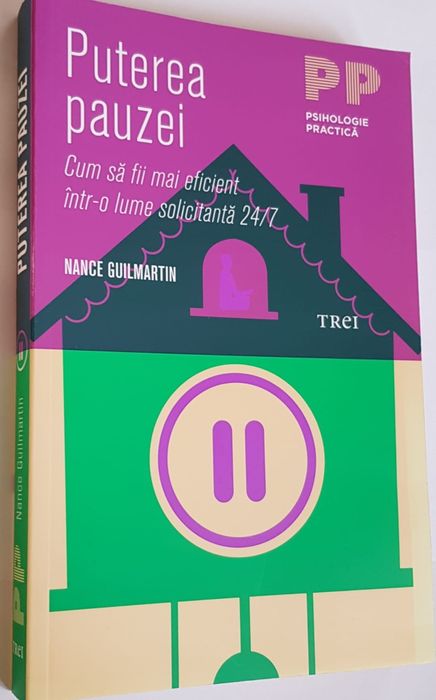 Puterea
pauzei
Cum să fii mai eficient
într-o lume solicitantă 24/7
NANCE GUILMARTIN
PP
PSIHOLOGIE
PRACTICĂ
TREI
PUTEREA PAUZEI
Nance Guilmartin
PP
TREI